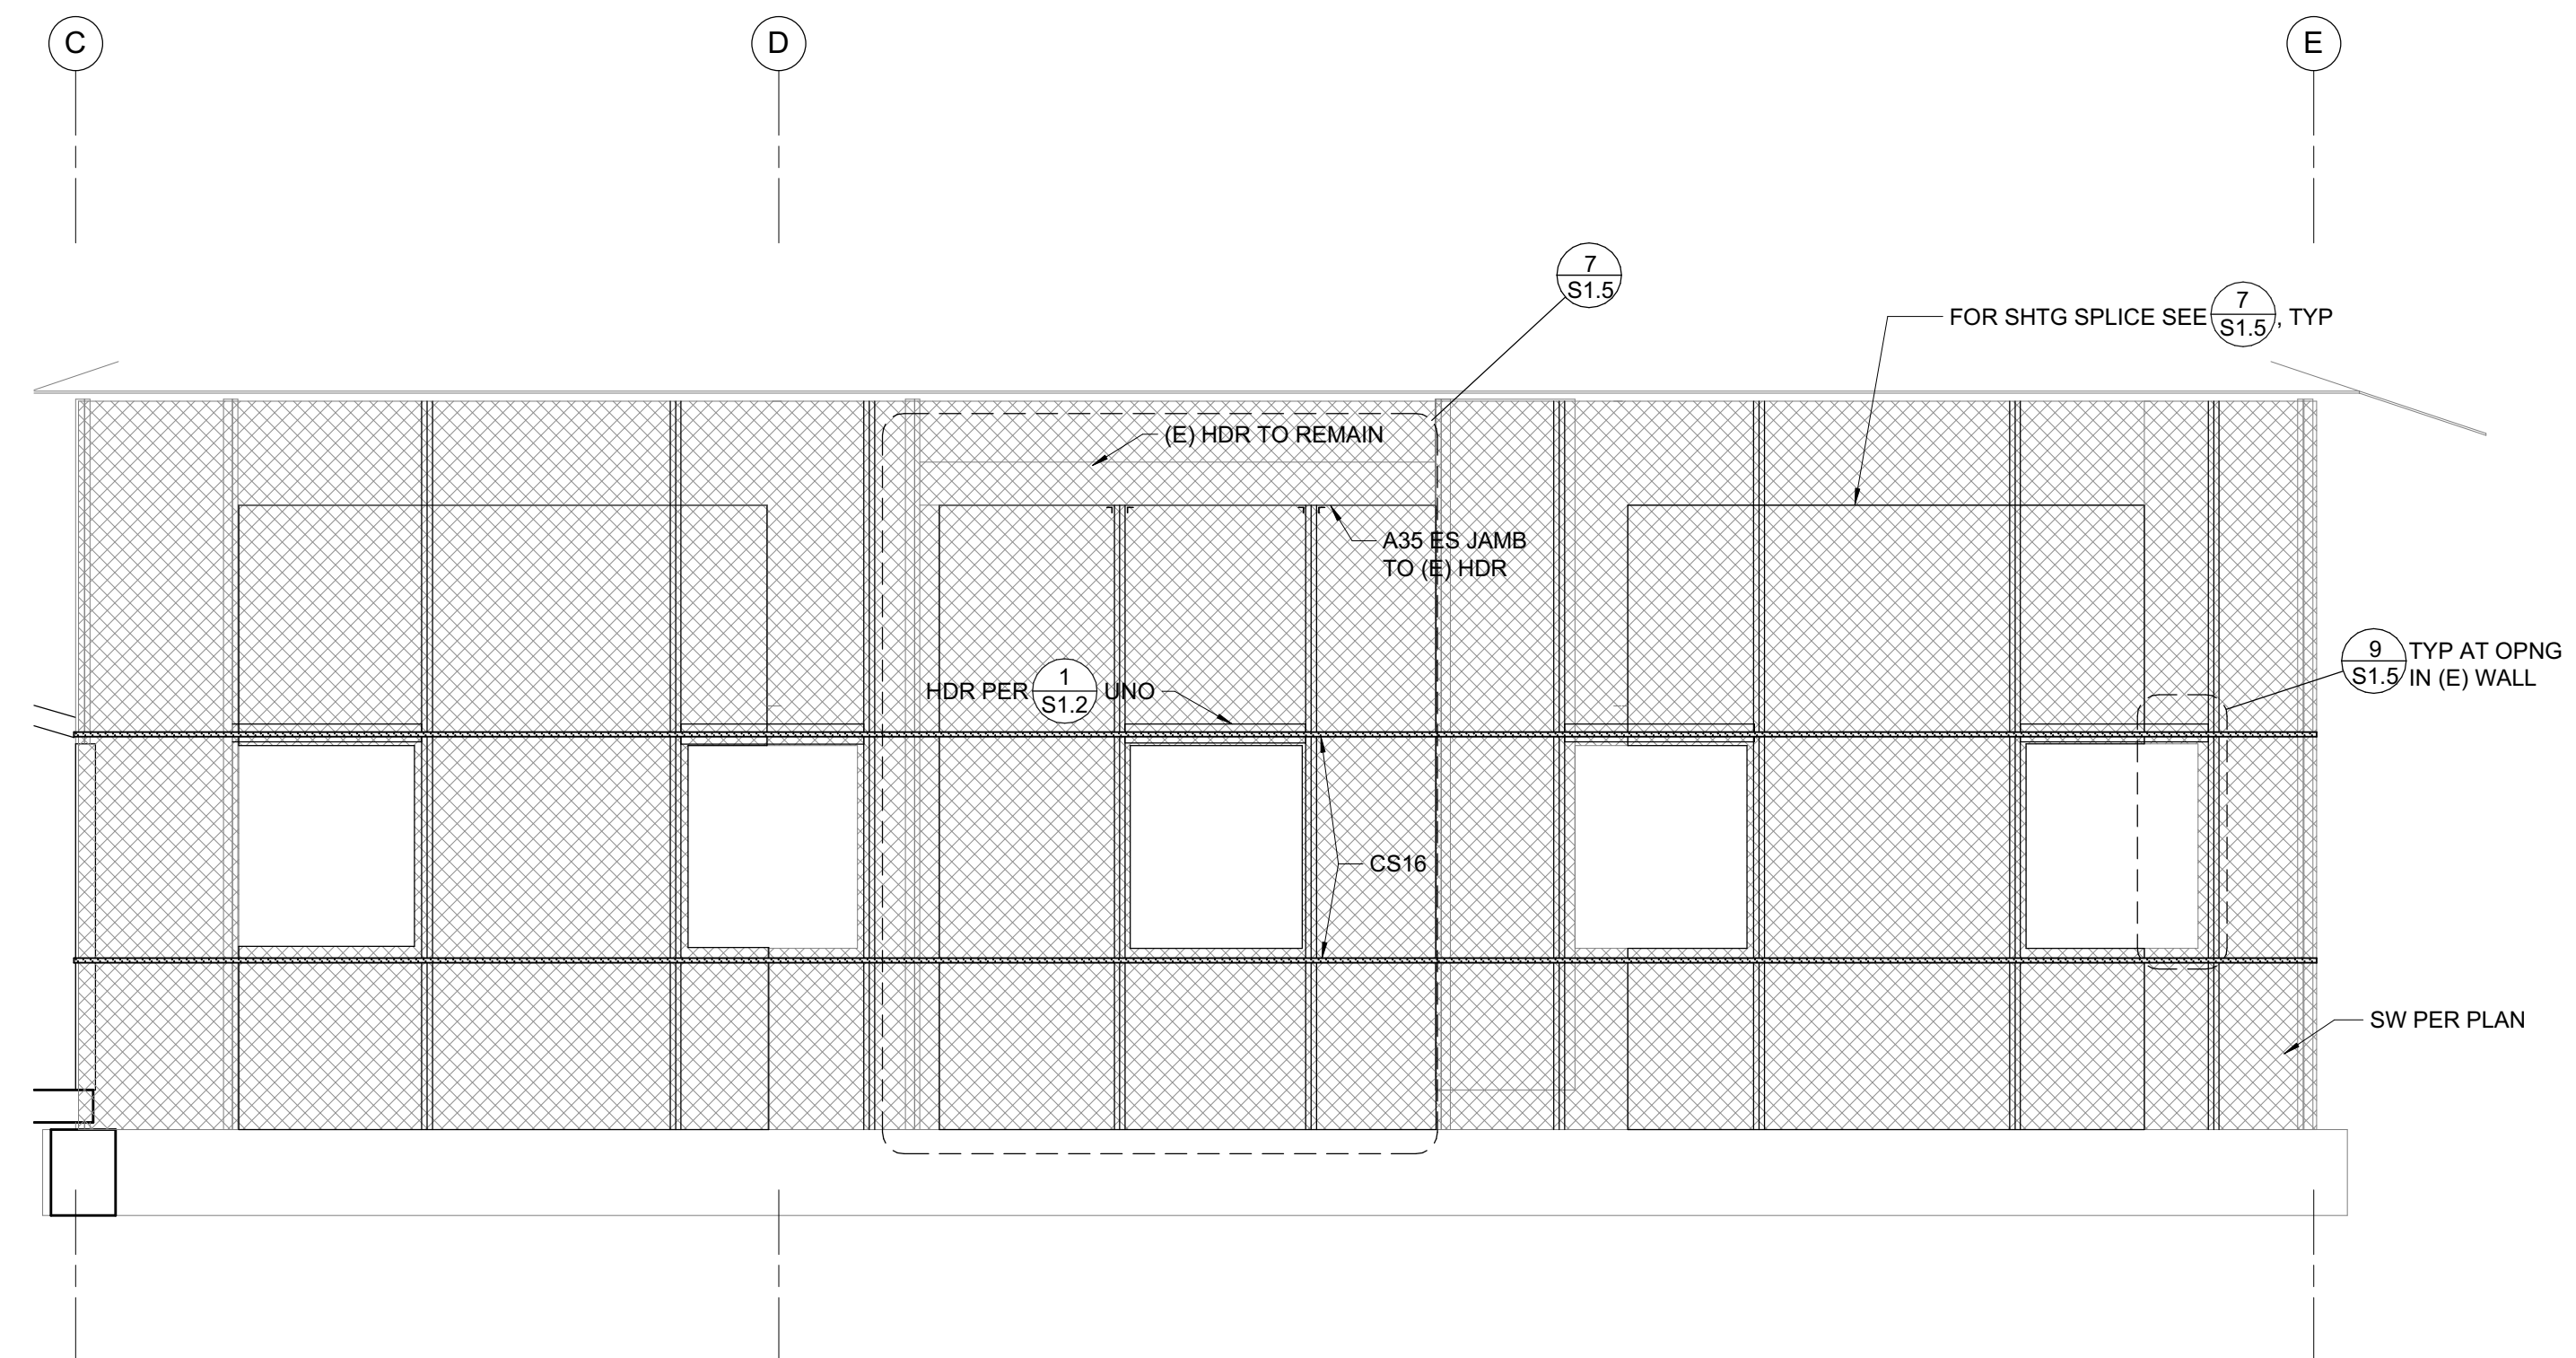 C
D
E
7
S1.5
FOR SHTG SPLICE SEE 7 S1.5 , TYP
(E) HDR TO REMAIN
A35 ES JAMB
TO (E) HDR
HDR PER 1 S1.2 UNO
9 S1.5
TYP AT OPNG
IN (E) WALL
CS16
SW PER PLAN